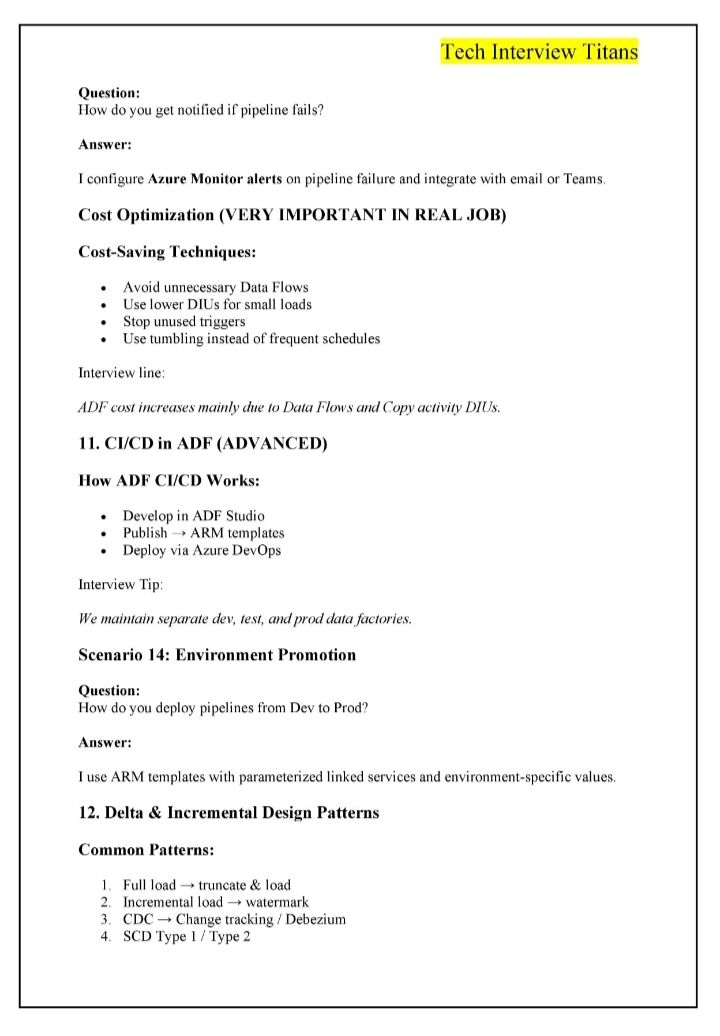 Tech Interview Titans
Question:
How do you get notified if pipeline fails?
Answer:
I configure Azure Monitor alerts on pipeline failure and integrate with email or Teams.
Cost Optimization (VERY IMPORTANT IN REAL JOB)
Cost-Saving Techniques:
• Avoid unnecessary Data Flows
• Use lower DIUs for small loads
• Stop unused triggers
• Use tumbling instead of frequent schedules
Interview line:
ADF cost increases mainly due to Data Flows and Copy activity DIUs.
11. CI/CD in ADF (ADVANCED)
How ADF CI/CD Works:
• Develop in ADF Studio
• Publish → ARM templates
• Deploy via Azure DevOps
Interview Tip:
We maintain separate dev, test, and prod data factories.
Scenario 14: Environment Promotion
Question:
How do you deploy pipelines from Dev to Prod?
Answer:
I use ARM templates with parameterized linked services and environment-specific values.
12. Delta & Incremental Design Patterns
Common Patterns:
1. Full load → truncate & load
2. Incremental load → watermark
3. CDC → Change tracking / Debezium
4. SCD Type 1 / Type 2